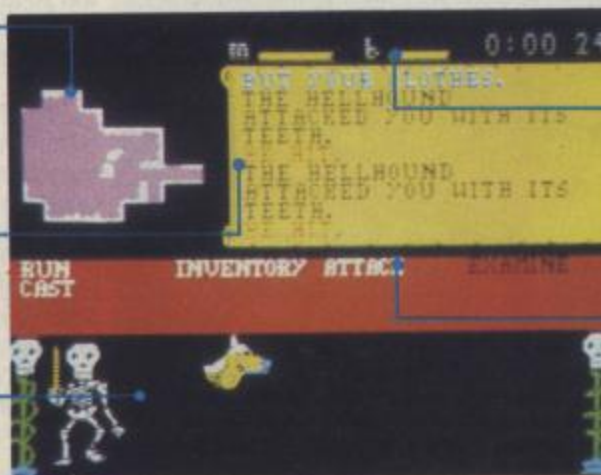 m t 0:00 24
BUT YOUR CLOTHES.
THE HELLHOUND
ATTACKED YOU WITH ITS
TEETH.
THE HELLHOUND
ATTACKED YOU WITH ITS
TEETH.
RUN INVENTORY ATTACK EXAMINE
CAST